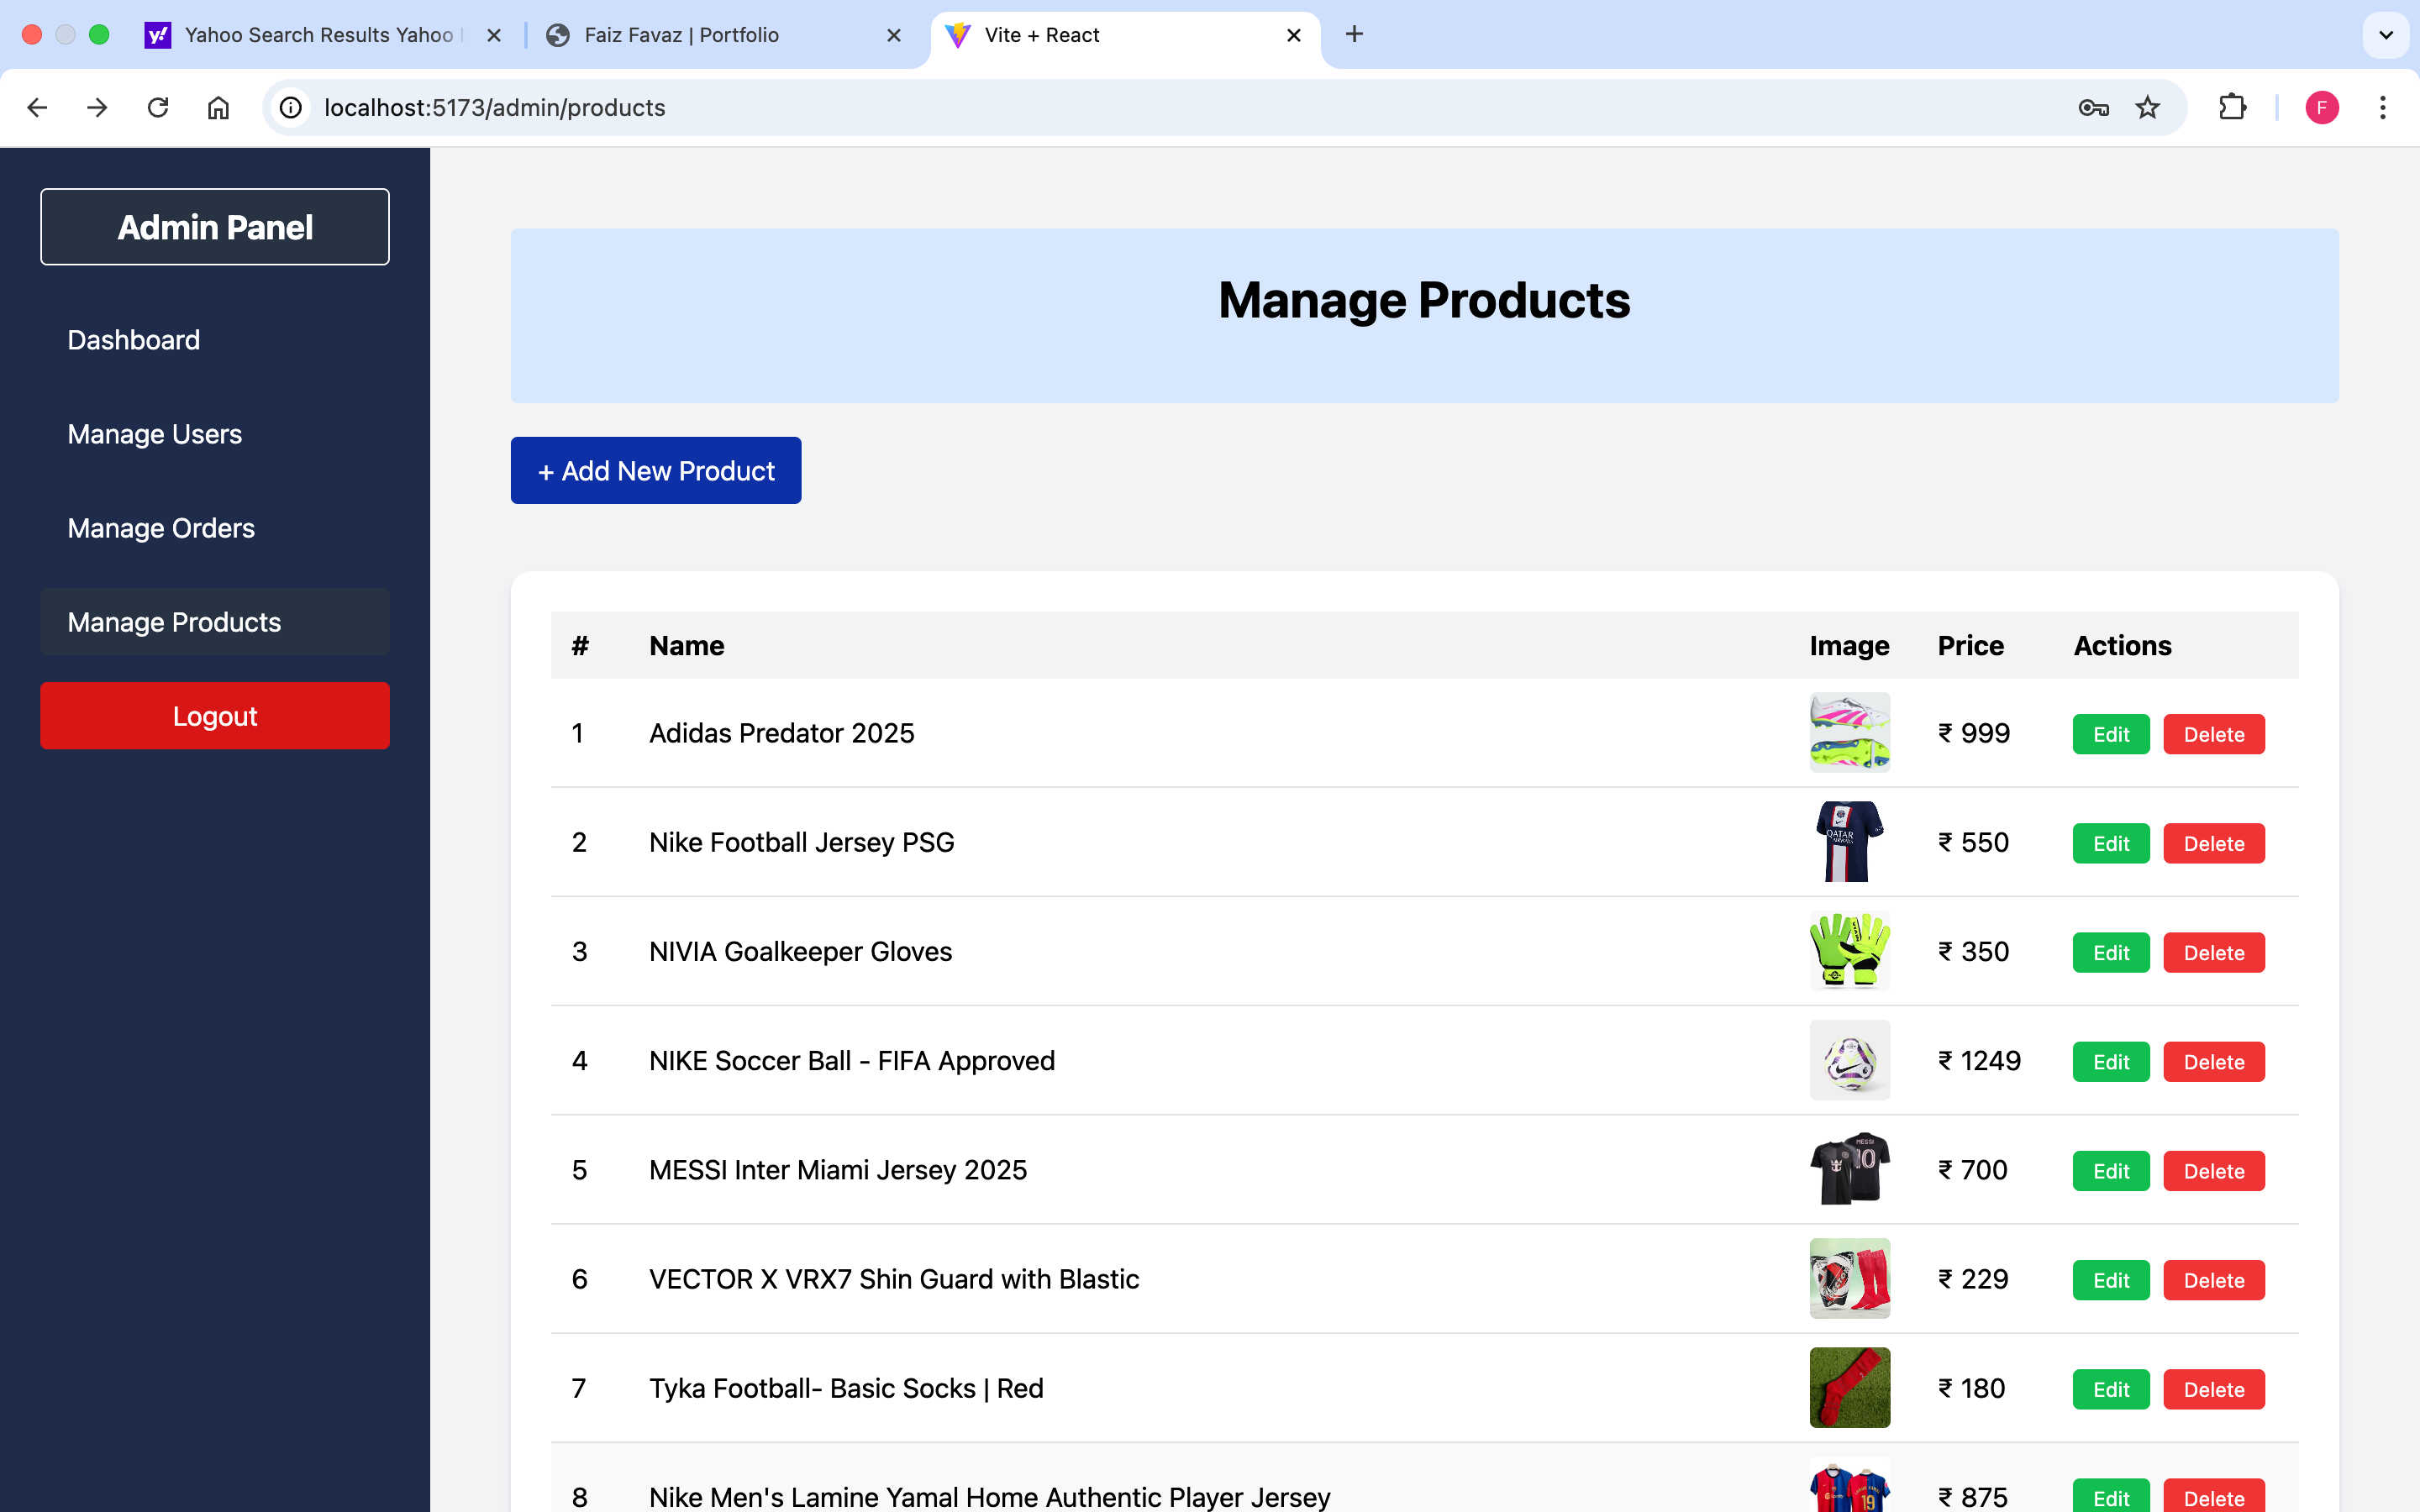 Yahoo Search Results Yahoo
Faiz Favaz | Portfolio
Vite + React
localhost:5173/admin/products
F
Admin Panel
Dashboard
Manage Users
Manage Orders
Manage Products
Logout
Manage Products
+ Add New Product
# Name Image Price Actions
1 Adidas Predator 2025 ₹ 999 Edit Delete
2 Nike Football Jersey PSG QATAR ₹ 550 Edit Delete
3 NIVIA Goalkeeper Gloves ₹ 350 Edit Delete
4 NIKE Soccer Ball - FIFA Approved ₹ 1249 Edit Delete
5 MESSI Inter Miami Jersey 2025 MESSI 10 ₹ 700 Edit Delete
6 VECTOR X VRX7 Shin Guard with Blastic ₹ 229 Edit Delete
7 Tyka Football- Basic Socks | Red ₹ 180 Edit Delete
8 Nike Men's Lamine Yamal Home Authentic Player Jersey 19 ₹ 875 Edit Delete